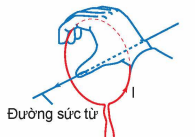 I
Đường sức từ